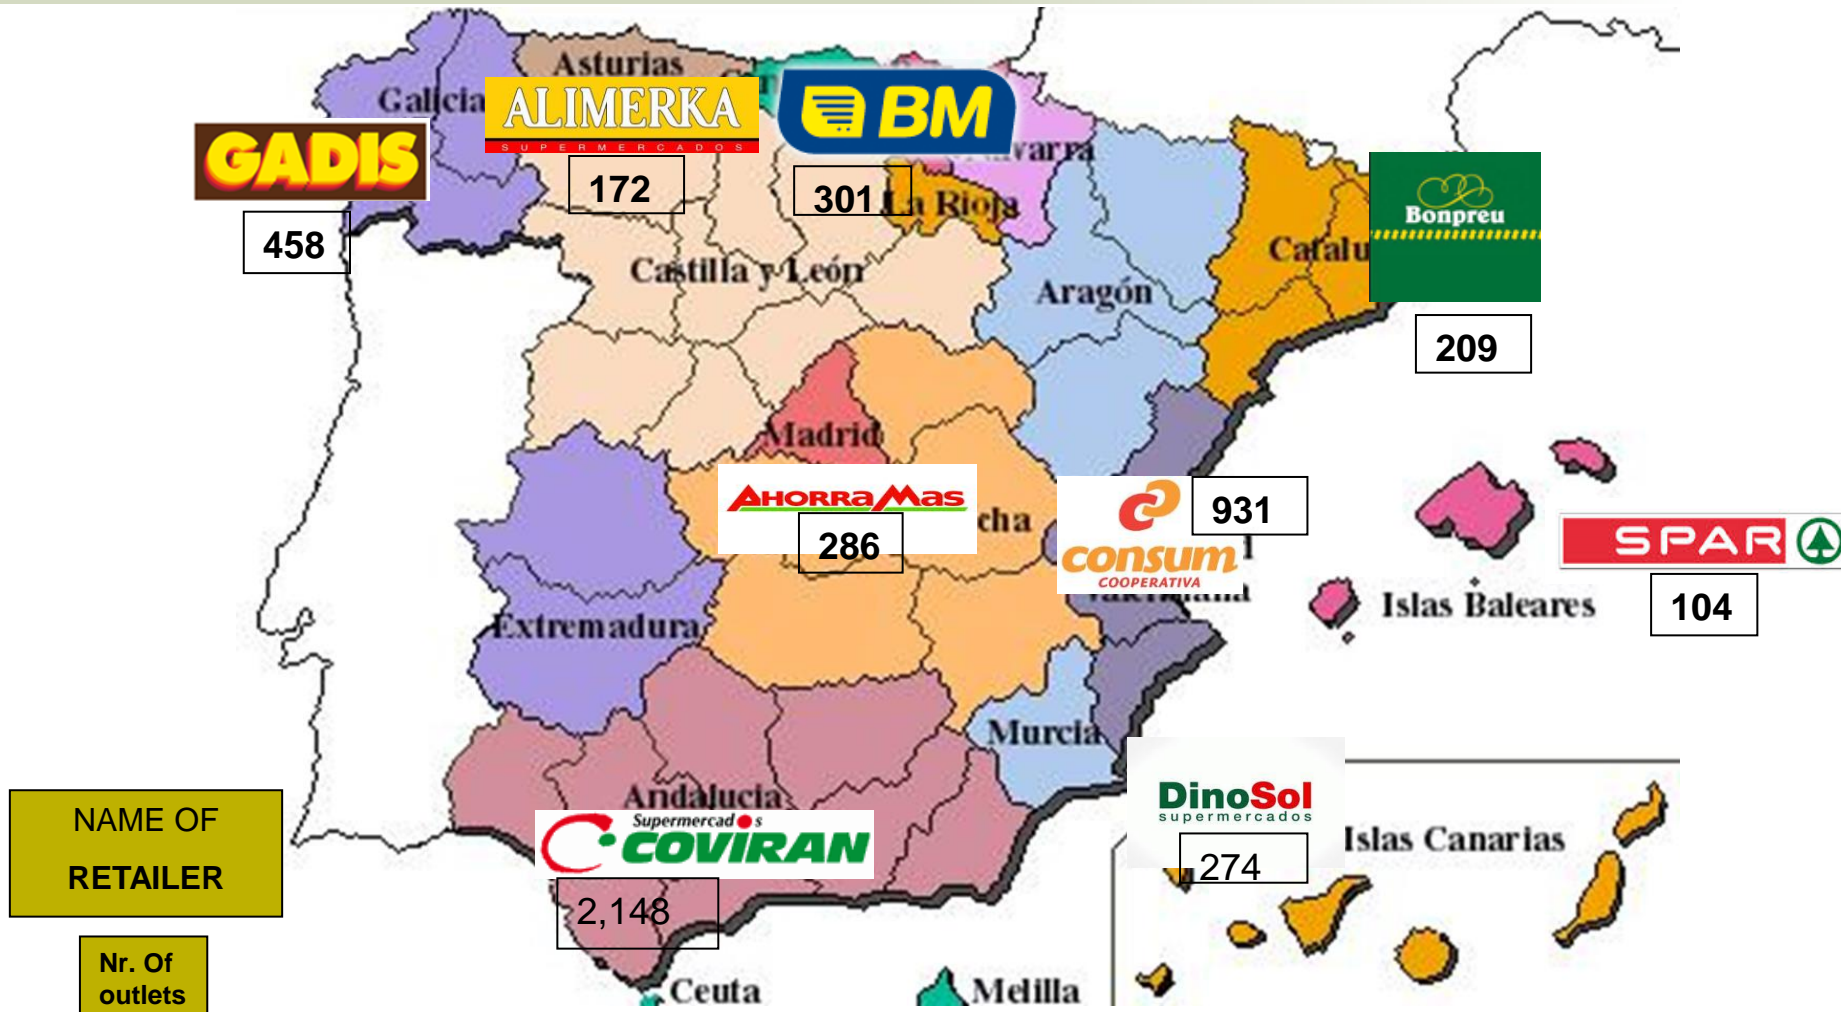 Asturias
Galicia
ALIMERKA
SUPERMERCADOS
BM
GADIS
Navarra
172
301
La Rioja
458
Bonpreu
Castilla y León
Catalu
Aragón
209
Madrid
AHORRAMAS
cha
931
286
consum
COOPERATIVA
SPAR
Islas Baleares
104
Extremadura
Murcia
Andalucia
Supermercados
COVIRAN
DinoSol
supermercados
Islas Canarias
274
NAME OF
RETAILER
2,148
Nr. Of
outlets
Ceuta
Melilla